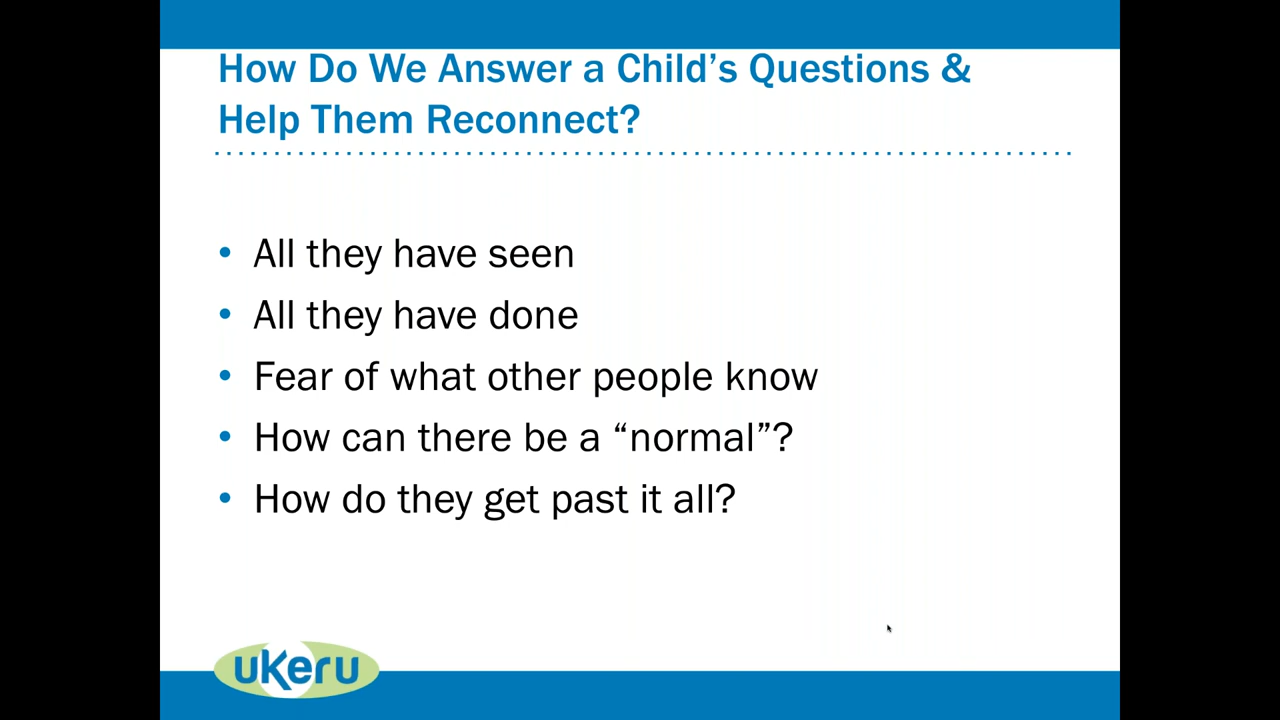 How Do We Answer a Child’s Questions &
Help Them Reconnect?
• All they have seen
• All they have done
• Fear of what other people know
• How can there be a “normal”?
• How do they get past it all?
uKeru